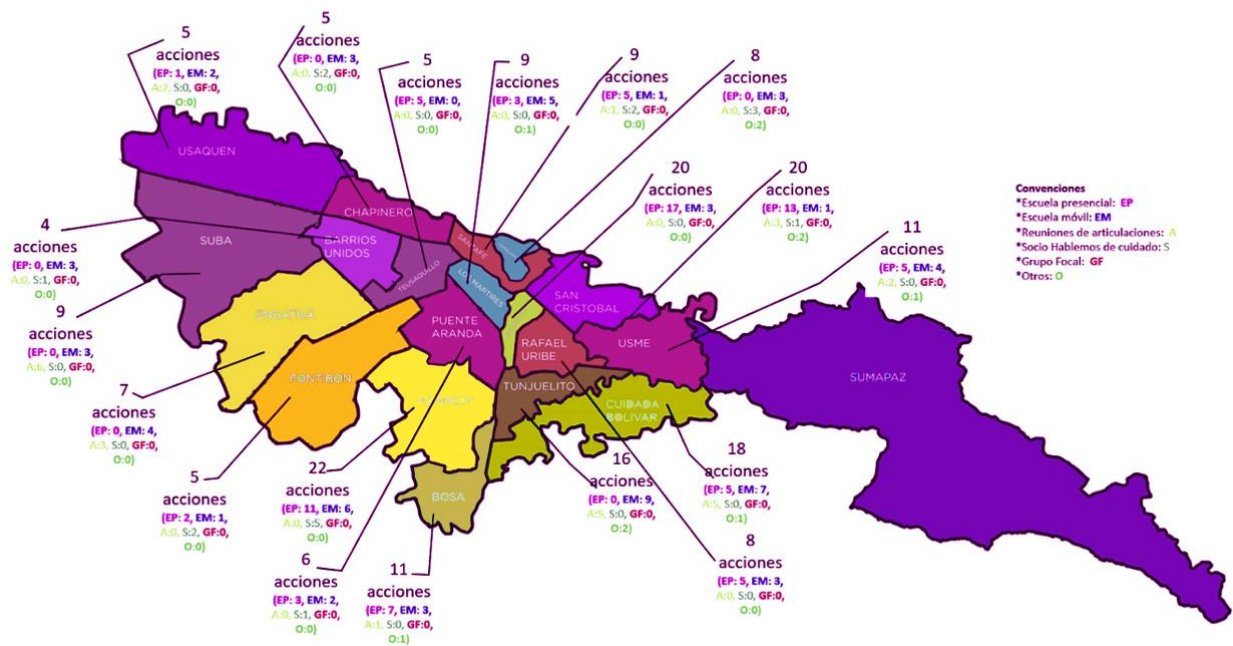 5
acciones
(EP: 1, EM: 2,
A:2, S:0, GF:0,
O:0)
5
acciones
(EP: 0, EM: 3,
A:0, S:2, GF:0,
O:0)
5
acciones
(EP: 5, EM: 0,
A:0, S:0, GF:0,
O:0)
9
acciones
(EP: 3, EM: 5,
A:0, S:0, GF:0,
O:1)
9
acciones
(EP: 5, EM: 1,
A:1, S:2, GF:0,
O:0)
8
acciones
(EP: 0, EM: 3,
A:0, S:3, GF:0,
O:2)
20
acciones
(EP: 17, EM: 3,
A:0, S:0, GF:0,
O:0)
20
acciones
(EP: 13, EM: 1,
A:3, S:1, GF:0,
O:2)
11
acciones
(EP: 5, EM: 4,
A:2, S:0, GF:0,
O:1)
Convenciones
*Escuela presencial: EP
*Escuela móvil: EM
*Reuniones de articulaciones: A
*Socio Hablemos de cuidado: S
*Grupo Focal: GF
*Otros: O
USAQUEN
CHAPINERO
SUBA
BARRIOS
UNIDOS
TEUSAQUILLO
SANTAFE
LOS MARTIRES
SAN
CRISTOBAL
PUENTE
ARANDA
RAFAEL
URIBE
USME
SUMAPAZ
FONTIBON
TUNJUELITO
CUIDADA
BOLIVAR
BOSA
4
acciones
(EP: 0, EM: 3,
A:0, S:1, GF:0,
O:0)
9
acciones
(EP: 0, EM: 3,
A:6, S:0, GF:0,
O:0)
7
acciones
(EP: 0, EM: 4,
A:3, S:0, GF:0,
O:0)
5
acciones
(EP: 2, EM: 1,
A:0, S:2, GF:0,
O:0)
22
acciones
(EP: 11, EM: 6,
A:0, S:5, GF:0,
O:0)
6
acciones
(EP: 3, EM: 2,
A:0, S:1, GF:0,
O:0)
11
acciones
(EP: 7, EM: 3,
A:1, S:0, GF:0,
O:1)
16
acciones
(EP: 0, EM: 9,
A:5, S:0, GF:0,
O:2)
18
acciones
(EP: 5, EM: 7,
A:5, S:0, GF:0,
O:1)
8
acciones
(EP: 5, EM: 3,
A:0, S:0, GF:0,
O:0)